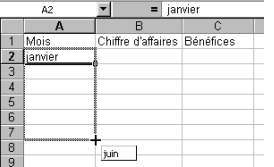 A2 = janvier
A B C
1 Mois Chiffre d'affaires Bénéfices
2 janvier
3
4
5
6
7
8 juin
9